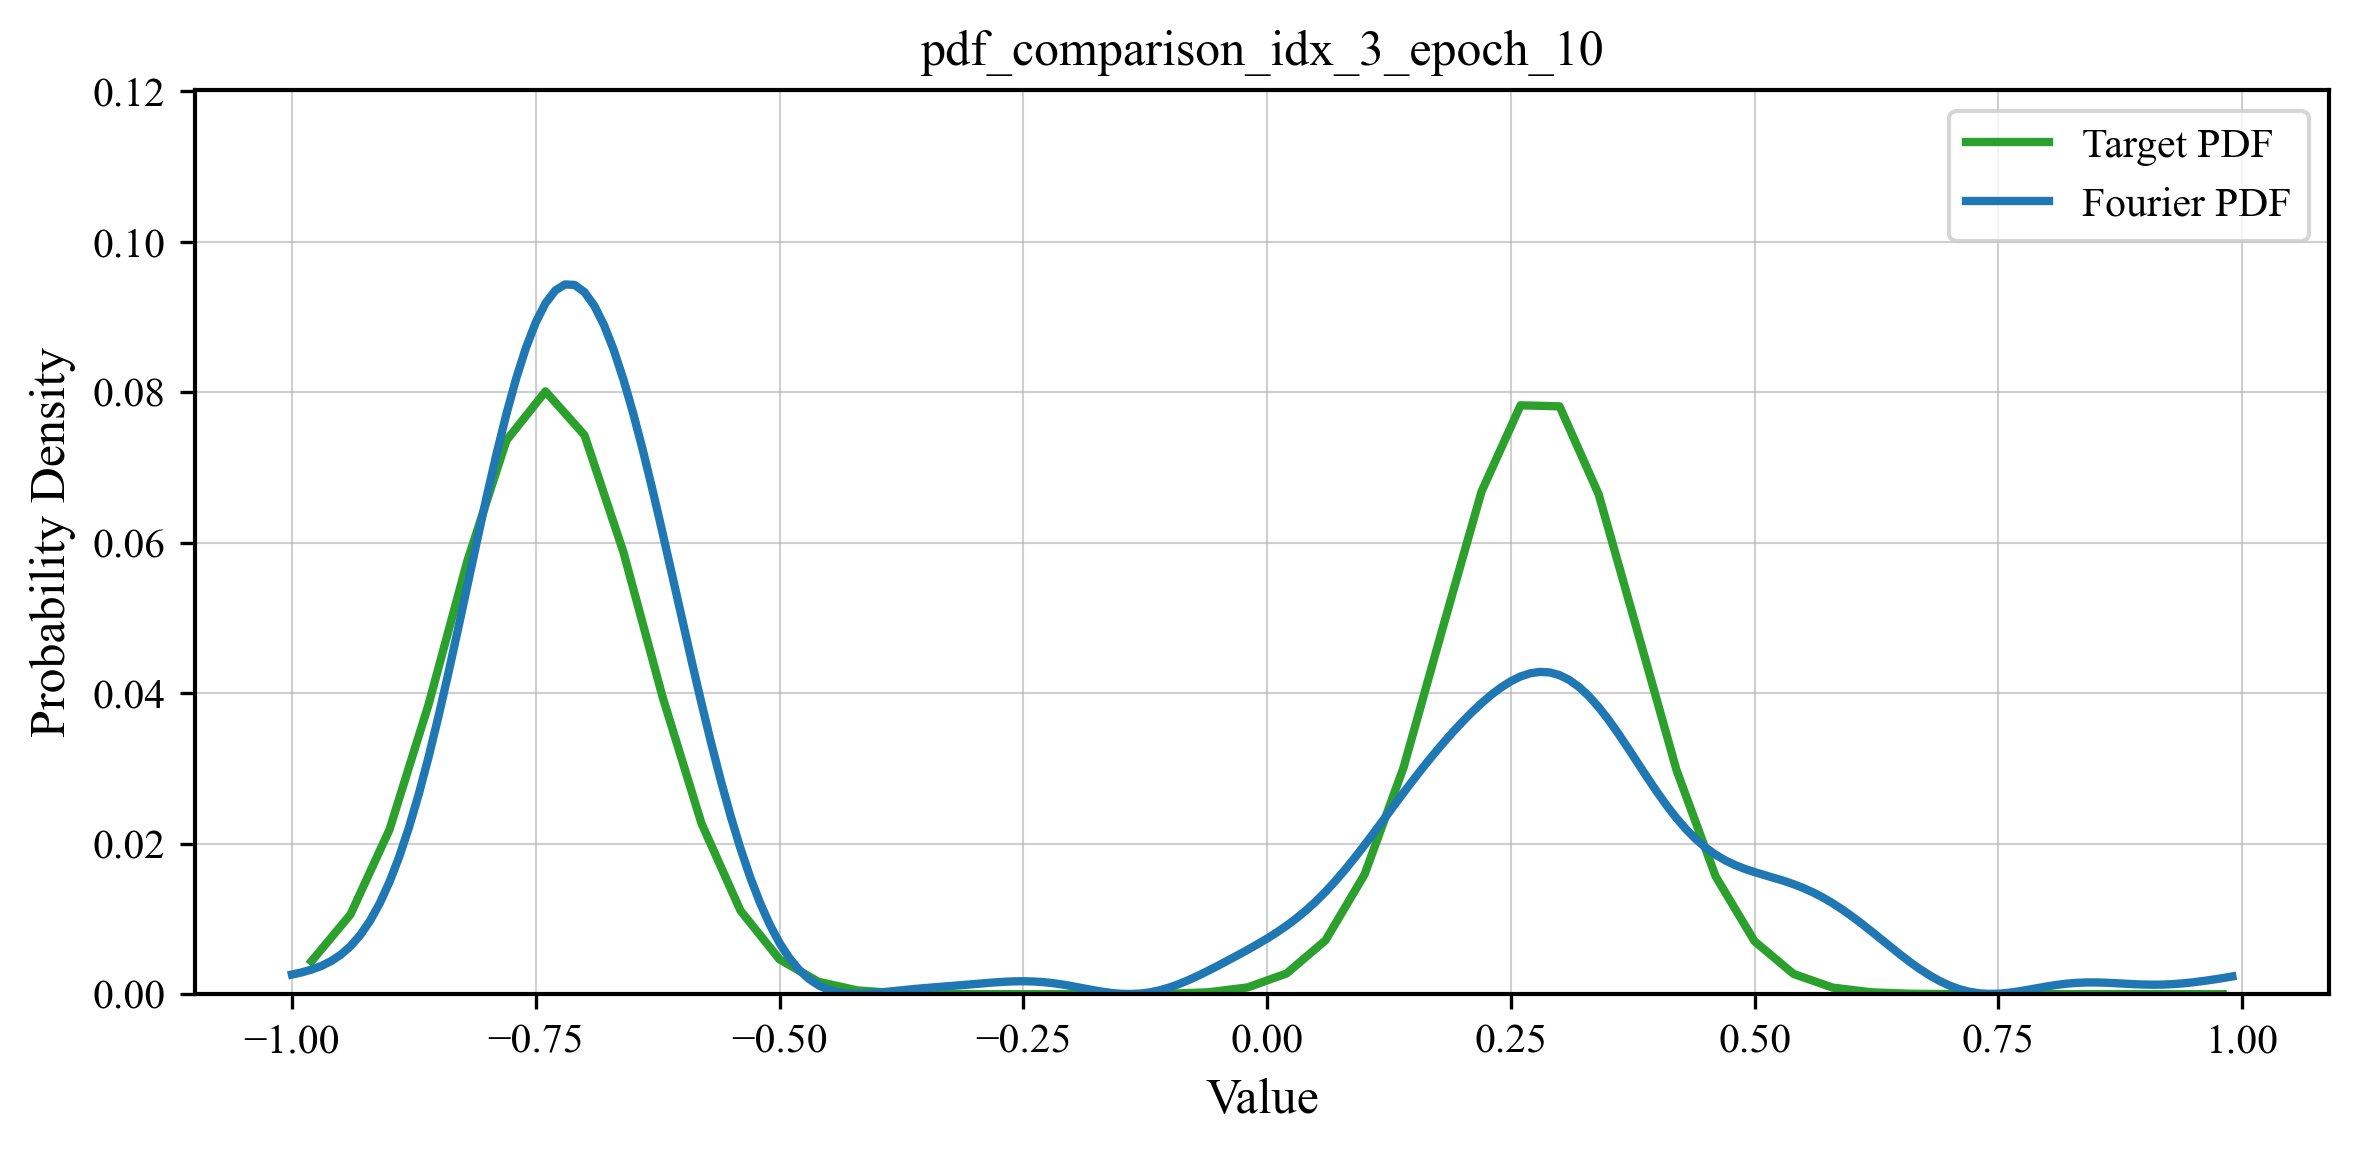 pdf_comparison_idx_3_epoch_10
0.12
0.10
0.08
0.06
0.04
0.02
0.00
Probability Density
Target PDF
Fourier PDF
−1.00 −0.75 −0.50 −0.25 0.00 0.25 0.50 0.75 1.00
Value